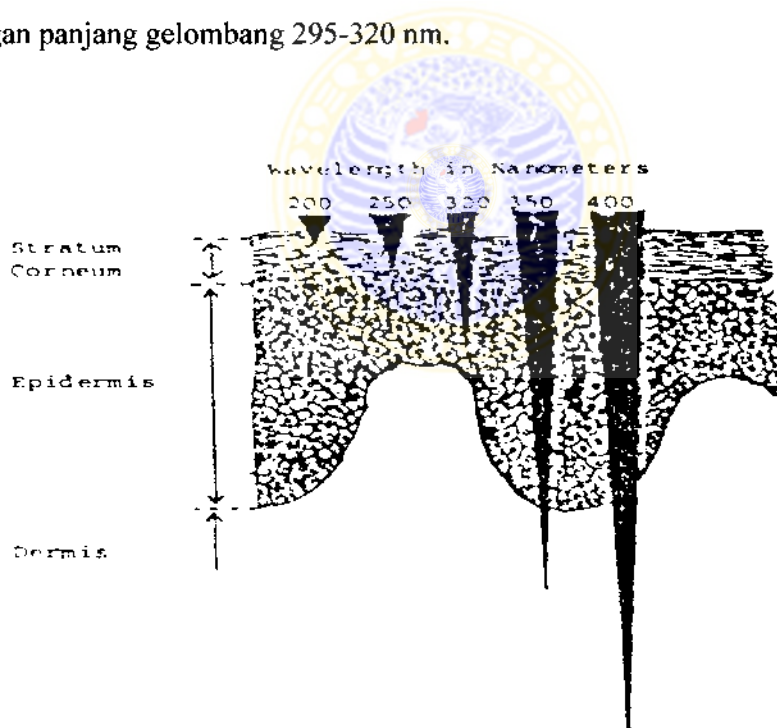 gan panjang gelombang 295-320 nm.
Wavelength in Nanometers
200 250 300 350 400
Stratum
Corneum
Epidermis
Dermis